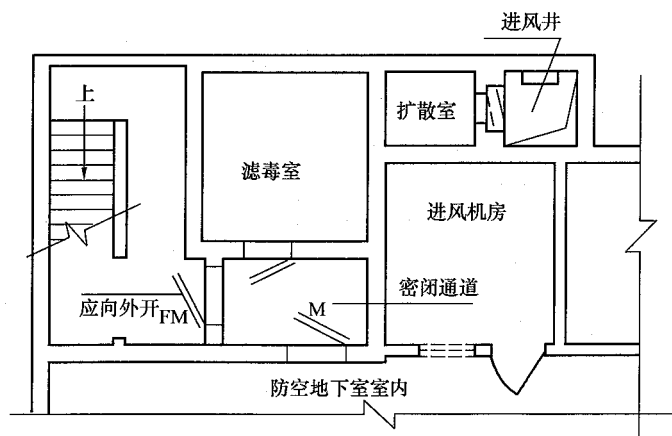 进风井
上
扩散室
滤毒室
进风机房
应向外开FM
M
密闭通道
防空地下室室内